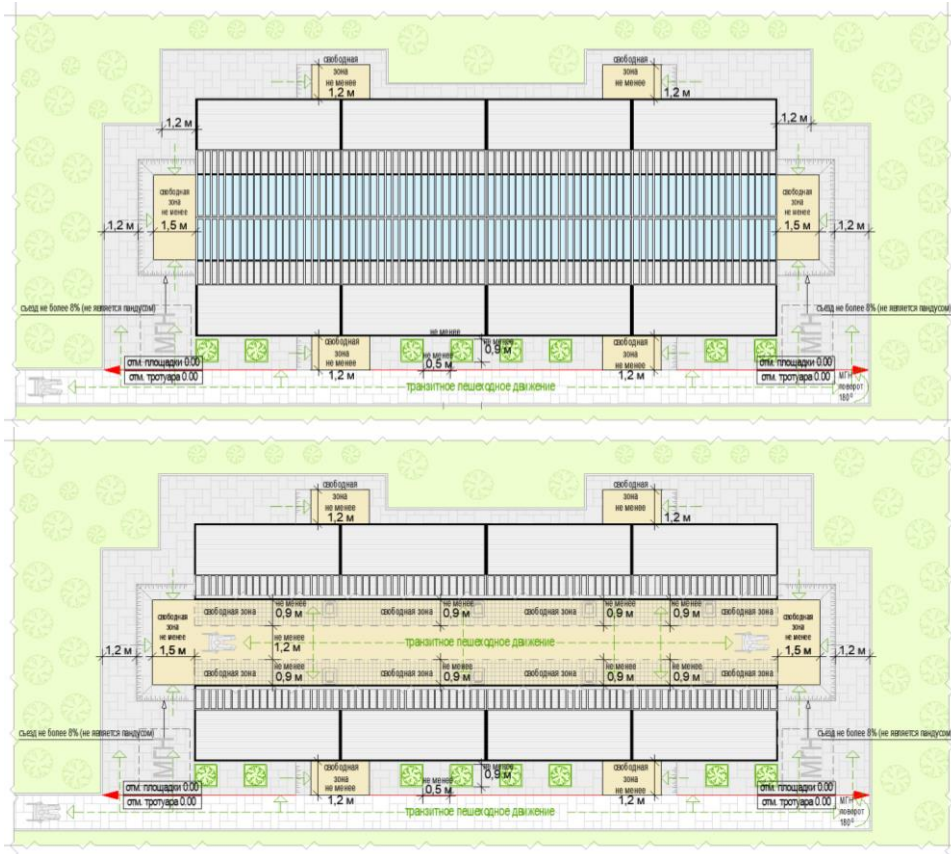 свободная
зона
не менее
1,2 м
свободная
зона
не менее
1,2 м
1,2 м
1,2 м
свободная
зона
не менее
1,5 м
1,2 м
свободная
зона
не менее
1,5 м
1,2 м
съезд не более 8% (не является пандусом)
съезд не более 8% (не является пандусом)
МГН
МГН
свободная
зона
не менее
1,2 м
не менее
не менее
0,9 м
не менее
0,5 м
свободная
зона
не менее
1,2 м
отм. площадки 0.00
отм. тротуара 0.00
отм. площадки 0.00
отм. тротуара 0.00
транзитное пешеходное движение
МГН
поворот
180°
свободная
зона
не менее
1,2 м
свободная
зона
не менее
1,2 м
свободная зона
не менее
0,9 м
свободная зона
не менее
0,9 м
свободная зона
не менее
0,9 м
не менее
0,9 м
свободная
зона
не менее
1,5 м
1,2 м
не менее
1,2 м
транзитное пешеходное движение
свободная
зона
не менее
1,5 м
1,2 м
свободная зона
не менее
0,9 м
свободная зона
не менее
0,9 м
свободная зона
не менее
0,9 м
не менее
0,9 м
съезд не более 8% (не является пандусом)
съезд не более 8% (не является пандусом)
МГН
МГН
свободная
зона
не менее
1,2 м
не менее
0,9 м
не менее
0,5 м
свободная
зона
не менее
1,2 м
отм. площадки 0.00
отм. тротуара 0.00
отм. площадки 0.00
отм. тротуара 0.00
транзитное пешеходное движение
МГН
поворот
180°